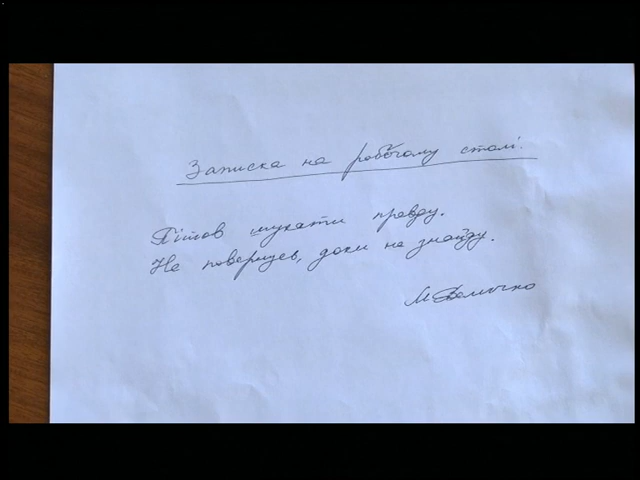 Записка на робочому столі.
Пішов шукати правду.
Не повернусь, доки не знайду.